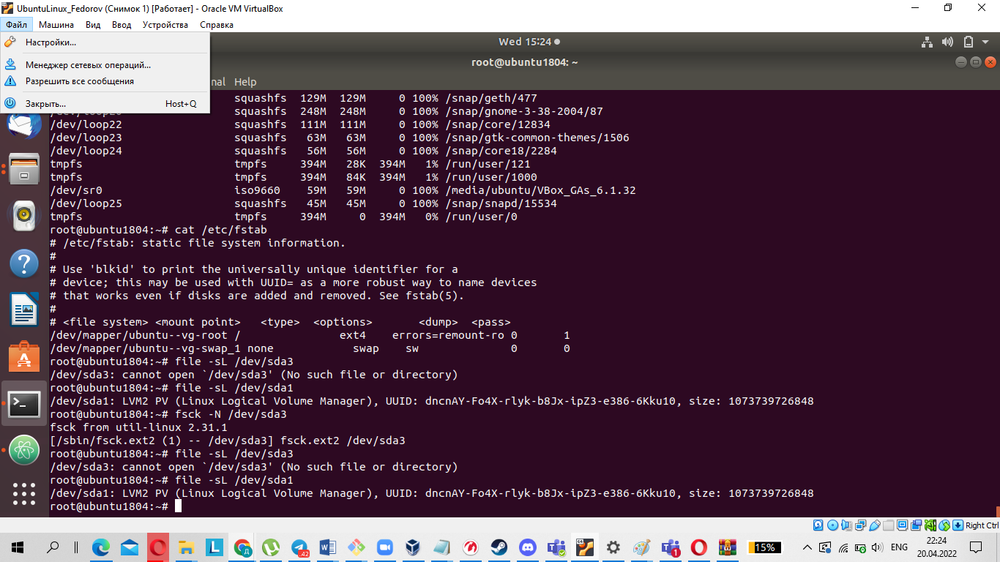 UbuntuLinux_Fedorov (Снимок 1) [Работает] - Oracle VM VirtualBox
Файл Машина Вид Ввод Устройства Справка
Настройки...
Менеджер сетевых операций...
Разрешить все сообщения
Закрыть... Host+Q
Wed 15:24
root@ubuntu1804: ~
nal Help
squashfs 129M 129M 0 100% /snap/geth/477
squashfs 248M 248M 0 100% /snap/gnome-3-38-2004/87
/dev/loop22 squashfs 111M 111M 0 100% /snap/core/12834
/dev/loop23 squashfs 63M 63M 0 100% /snap/gtk-common-themes/1506
/dev/loop24 squashfs 56M 56M 0 100% /snap/core18/2284
tmpfs tmpfs 394M 28K 394M 1% /run/user/121
tmpfs tmpfs 394M 84K 394M 1% /run/user/1000
/dev/sr0 iso9660 59M 59M 0 100% /media/ubuntu/VBox_GAs_6.1.32
/dev/loop25 squashfs 45M 45M 0 100% /snap/snapd/15534
tmpfs tmpfs 394M 0 394M 0% /run/user/0
root@ubuntu1804:~# cat /etc/fstab
# /etc/fstab: static file system information.
#
# Use 'blkid' to print the universally unique identifier for a
# device; this may be used with UUID= as a more robust way to name devices
# that works even if disks are added and removed. See fstab(5).
#
# <file system> <mount point> <type> <options> <dump> <pass>
/dev/mapper/ubuntu--vg-root / ext4 errors=remount-ro 0 1
/dev/mapper/ubuntu--vg-swap_1 none swap sw 0 0
root@ubuntu1804:~# file -sL /dev/sda3
/dev/sda3: cannot open `/dev/sda3' (No such file or directory)
root@ubuntu1804:~# file -sL /dev/sda1
/dev/sda1: LVM2 PV (Linux Logical Volume Manager), UUID: dncnAY-Fo4X-rlyk-b8Jx-ipZ3-e386-6Kku10, size: 1073739726848
root@ubuntu1804:~# fsck -N /dev/sda3
fsck from util-linux 2.31.1
[/sbin/fsck.ext2 (1) -- /dev/sda3] fsck.ext2 /dev/sda3
root@ubuntu1804:~# file -sL /dev/sda3
/dev/sda3: cannot open `/dev/sda3' (No such file or directory)
root@ubuntu1804:~# file -sL /dev/sda1
/dev/sda1: LVM2 PV (Linux Logical Volume Manager), UUID: dncnAY-Fo4X-rlyk-b8Jx-ipZ3-e386-6Kku10, size: 1073739726848
root@ubuntu1804:~#
Right Ctrl
15% ENG 22:24
20.04.2022